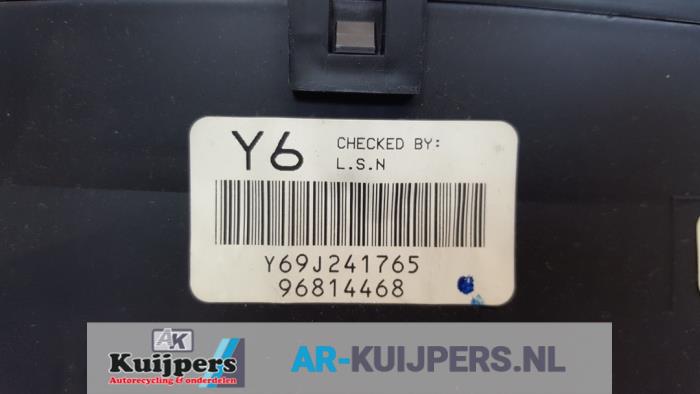 Y6 CHECKED BY:
L.S.N
Y69J241765
96814468
AK
Kuijpers
Autorecycling & onderdelen
AR-KUIJPERS.NL